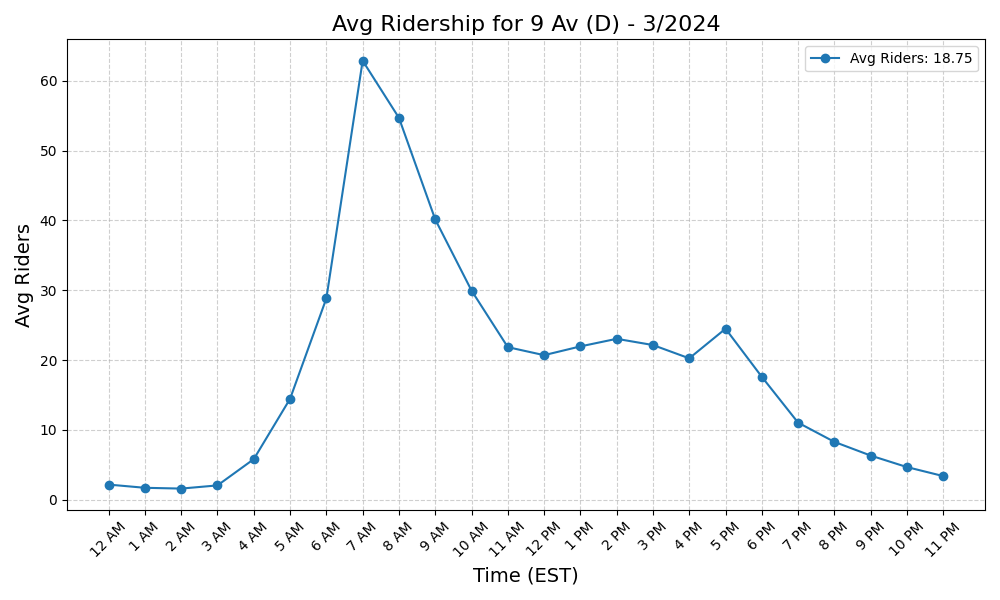 Avg Ridership for 9 Av (D) - 3/2024
Avg Riders: 18.75
Avg Riders
60
50
40
30
20
10
0
12 AM
1 AM
2 AM
3 AM
4 AM
5 AM
6 AM
7 AM
8 AM
9 AM
10 AM
11 AM
12 PM
1 PM
2 PM
3 PM
4 PM
5 PM
6 PM
7 PM
8 PM
9 PM
10 PM
11 PM
Time (EST)